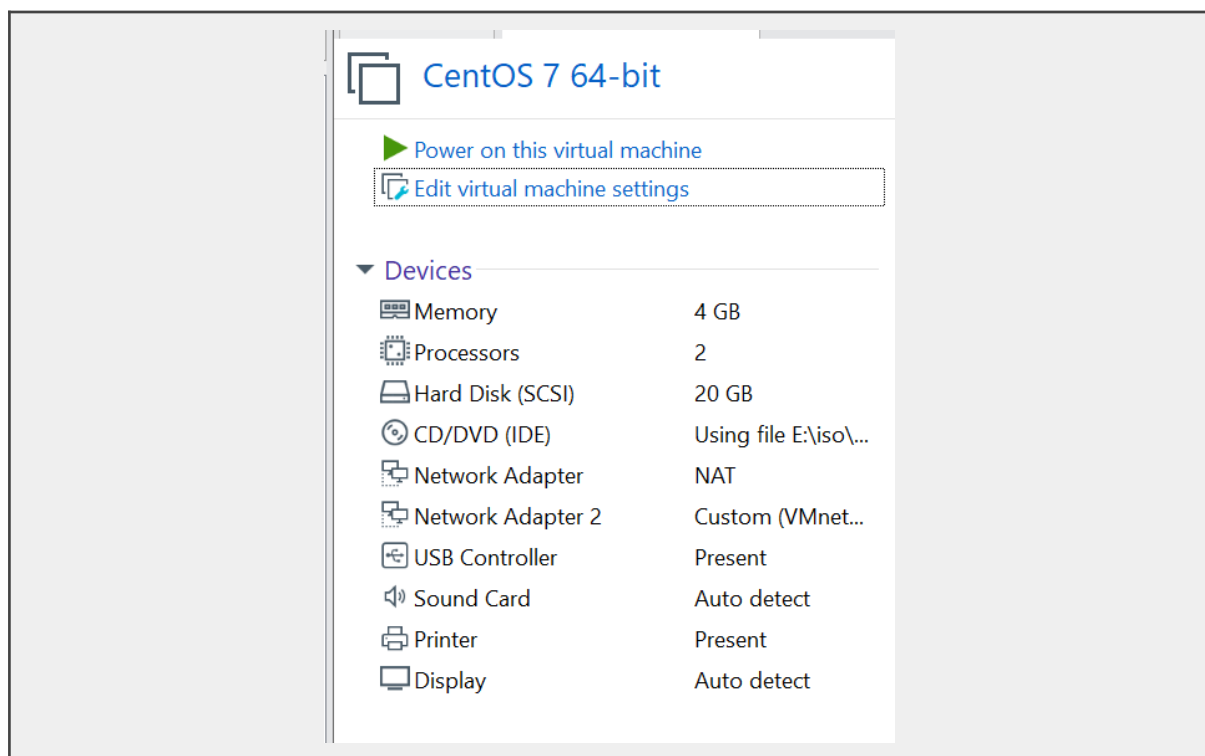 CentOS 7 64-bit
Power on this virtual machine
Edit virtual machine settings
Devices
Memory 4 GB
Processors 2
Hard Disk (SCSI) 20 GB
CD/DVD (IDE) Using file E:\iso\...
Network Adapter NAT
Network Adapter 2 Custom (VMnet...
USB Controller Present
Sound Card Auto detect
Printer Present
Display Auto detect